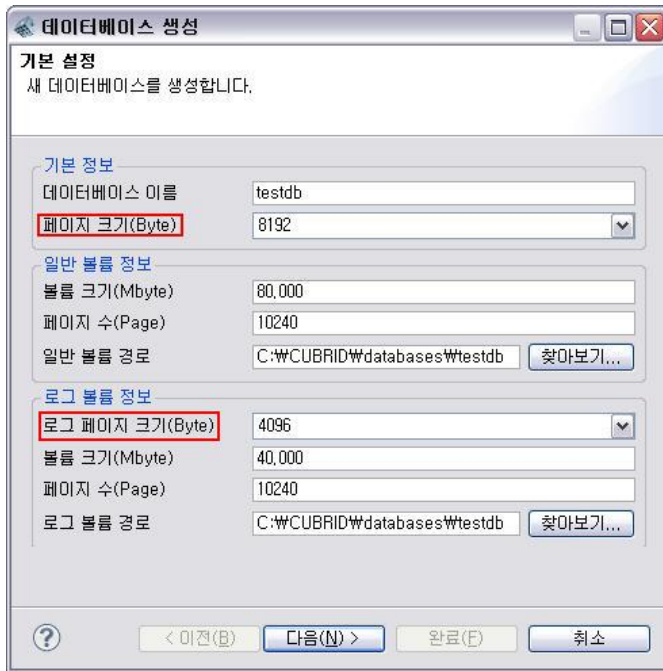 데이터베이스 생성
기본 설정
새 데이터베이스를 생성합니다.
기본 정보
데이터베이스 이름 testdb
페이지 크기(Byte) 8192
일반 볼륨 정보
볼륨 크기(Mbyte) 80,000
페이지 수(Page) 10240
일반 볼륨 경로 C:₩CUBRID₩databases₩testdb 찾아보기...
로그 볼륨 정보
로그 페이지 크기(Byte) 4096
볼륨 크기(Mbyte) 40,000
페이지 수(Page) 10240
로그 볼륨 경로 C:₩CUBRID₩databases₩testdb 찾아보기...
? < 이전(B) 다음(N) > 완료(F) 취소